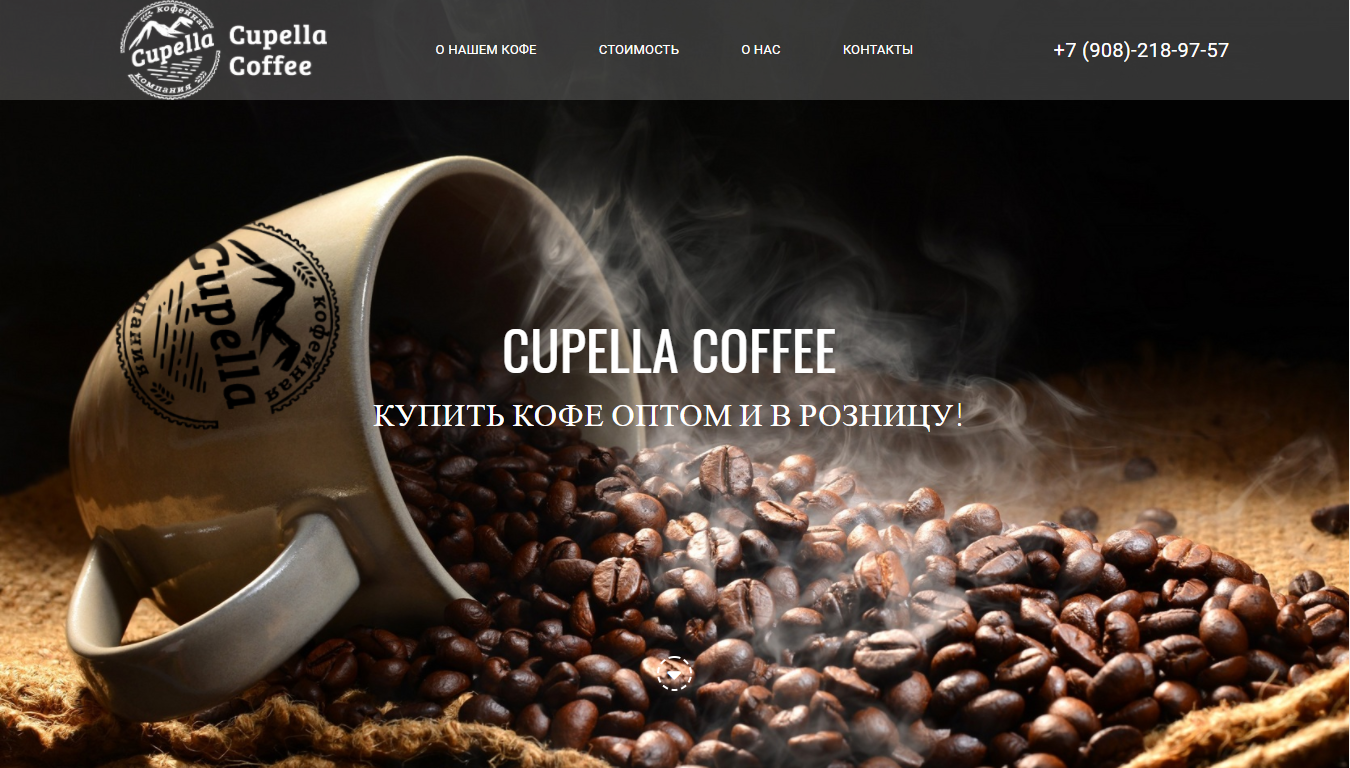 кофейная
Cupella
компания
Cupella
Coffee
О НАШЕМ КОФЕ
СТОИМОСТЬ
О НАС
КОНТАКТЫ
+7 (908)-218-97-57
Cupella
кофейная
CUPELLA COFFEE
КУПИТЬ КОФЕ ОПТОМ И В РОЗНИЦУ!